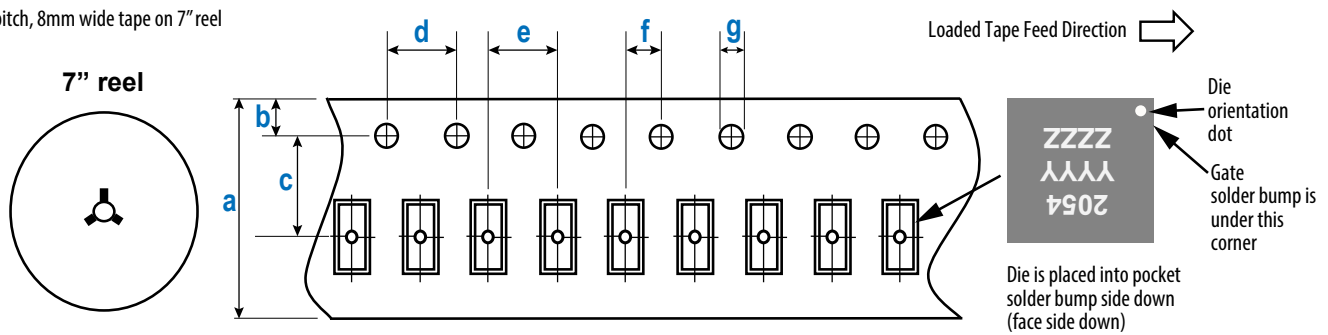 pitch, 8mm wide tape on 7” reel
7” reel
a
b
c
d
e
f
g
Loaded Tape Feed Direction
2054
YYYY
ZZZZ
Die
orientation
dot
Gate
solder bump is
under this
corner
Die is placed into pocket
solder bump side down
(face side down)